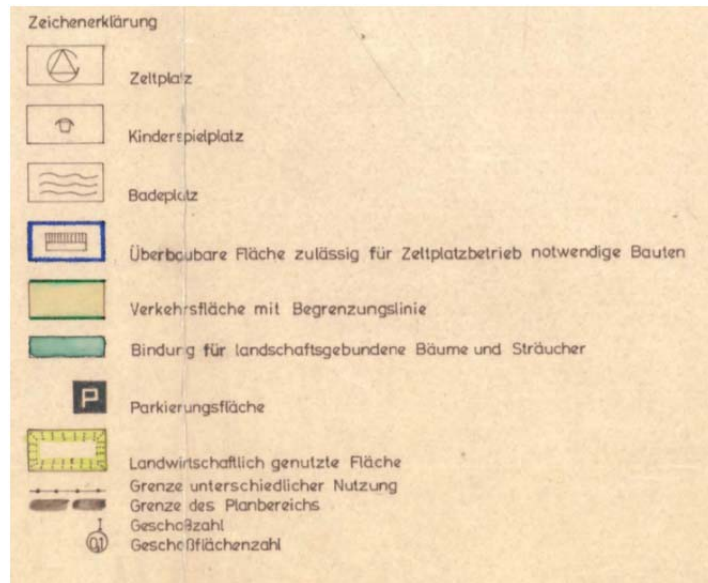 Zeichenerklärung
Zeltplatz
Kinderspielplatz
Badeplatz
Überbaubare Fläche zulässig für Zeltplatzbetrieb notwendige Bauten
Verkehrsfläche mit Begrenzungslinie
Bindung für landschaftsgebundene Bäume und Sträucher
P Parkierungsfläche
Landwirtschaftlich genutzte Fläche
Grenze unterschiedlicher Nutzung
Grenze des Planbereichs
I Geschoßzahl
0,1 Geschoßflächenzahl